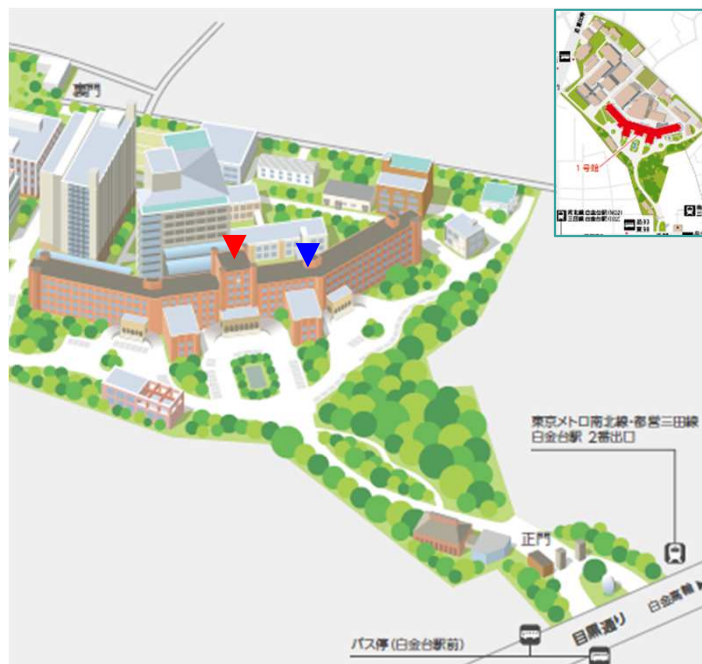 裏門
1号館
東京メトロ南北線・都営三田線
白金台駅 2番出口
正門
白金高輪
目黒通り
バス停（白金台駅前）